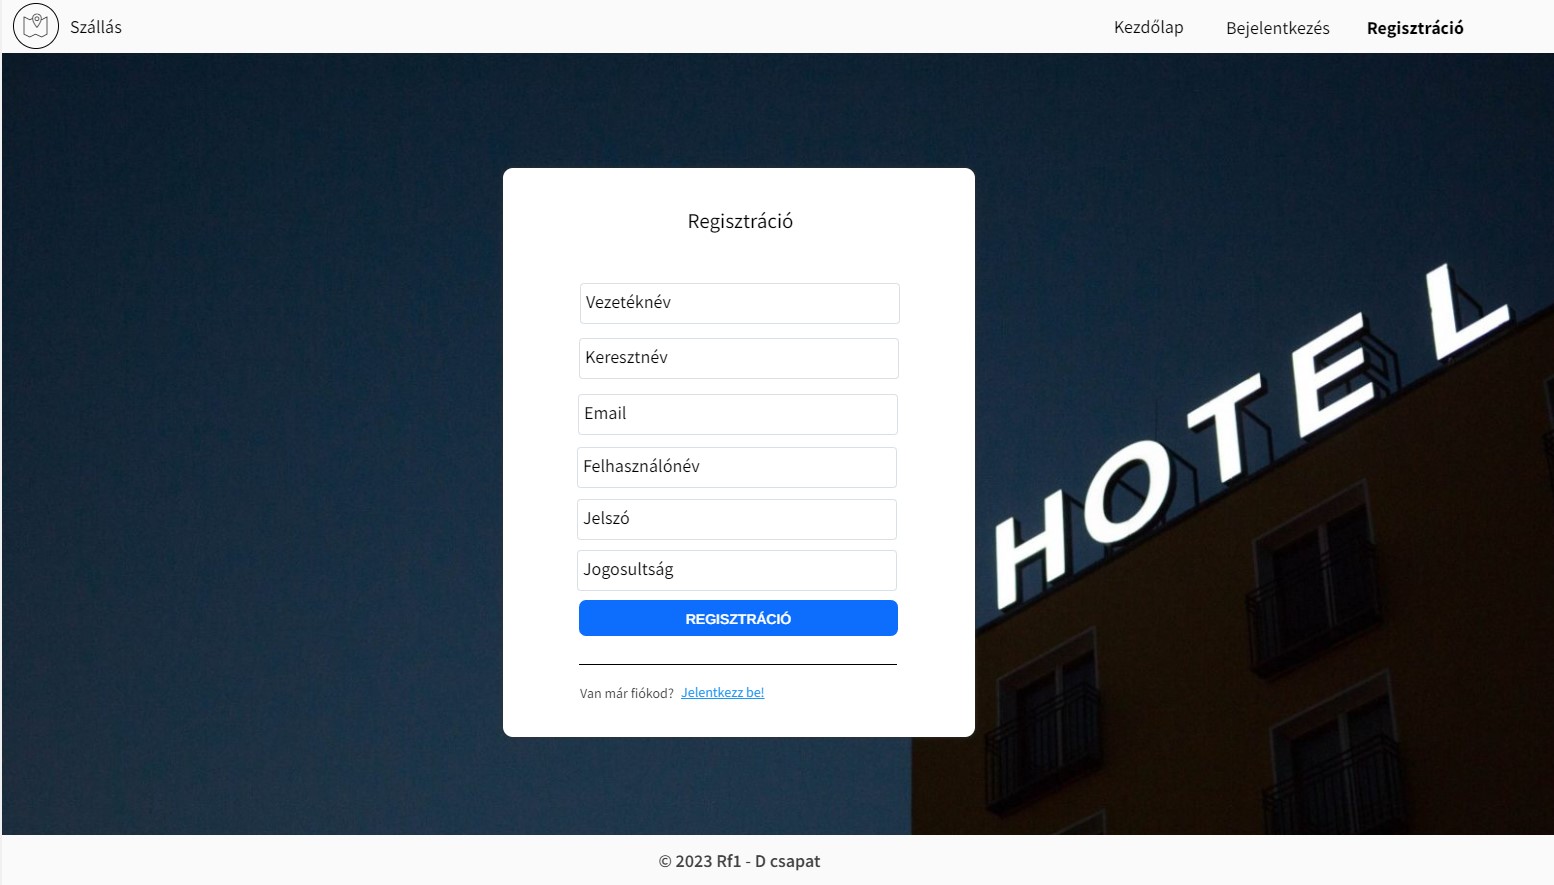 Szállás
Kezdőlap
Bejelentkezés
Regisztráció
Regisztráció
Vezetéknév
Keresztnév
Email
Felhasználónév
Jelszó
Jogosultság
REGISZTRÁCIÓ
Van már fiókod? Jelentkezz be!
HOTEL
© 2023 Rf1 - D csapat